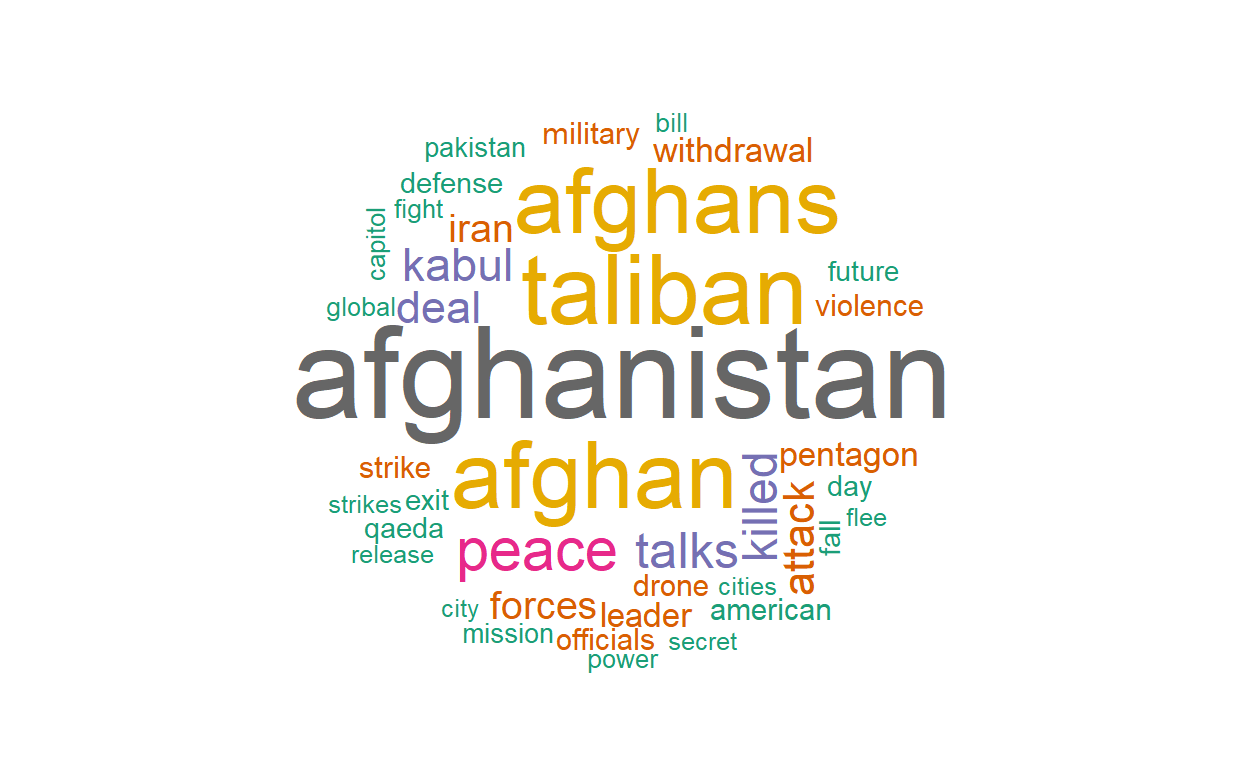 bill
military
withdrawal
pakistan
afghans
defense
fight
capitol
iran
kabul
taliban
future
global
deal
violence
afghanistan
strike
afghan
killed
pentagon
strikes
exit
attack
day
qaeda
flee
fall
release
peace
talks
drone
cities
city
forces
leader
american
mission
officials
secret
power